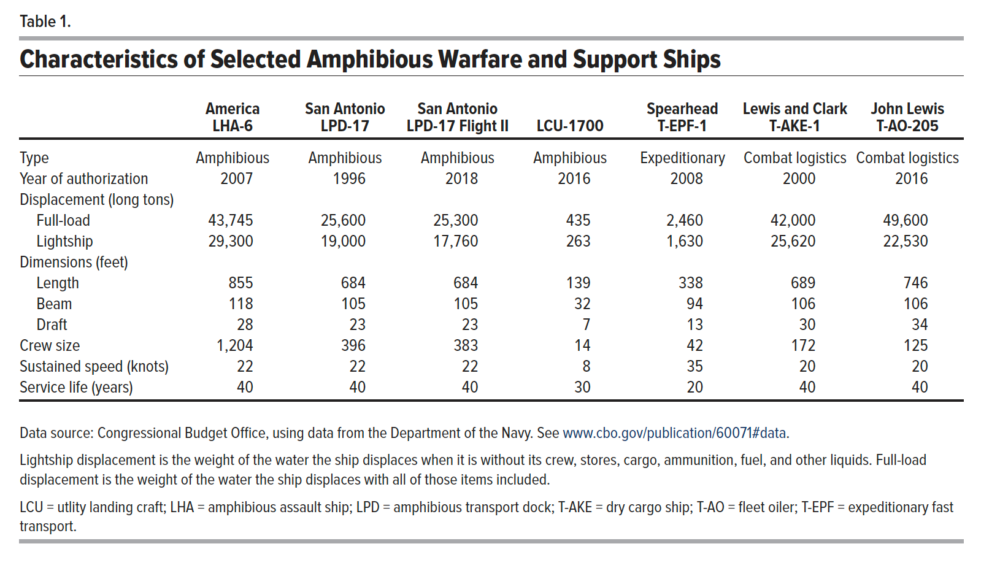 Table 1.
Characteristics of Selected Amphibious Warfare and Support Ships
America San Antonio San Antonio Spearhead Lewis and Clark John Lewis
LHA-6 LPD-17 LPD-17 Flight II LCU-1700 T-EPF-1 T-AKE-1 T-AO-205
Type Amphibious Amphibious Amphibious Amphibious Expeditionary Combat logistics Combat logistics
Year of authorization 2007 1996 2018 2016 2008 2000 2016
Displacement (long tons)
Full-load 43,745 25,600 25,300 435 2,460 42,000 49,600
Lightship 29,300 19,000 17,760 263 1,630 25,620 22,530
Dimensions (feet)
Length 855 684 684 139 338 689 746
Beam 118 105 105 32 94 106 106
Draft 28 23 23 7 13 30 34
Crew size 1,204 396 383 14 42 172 125
Sustained speed (knots) 22 22 22 8 35 20 20
Service life (years) 40 40 40 30 20 40 40
Data source: Congressional Budget Office, using data from the Department of the Navy. See www.cbo.gov/publication/60071#data.
Lightship displacement is the weight of the water the ship displaces when it is without its crew, stores, cargo, ammunition, fuel, and other liquids. Full-load
displacement is the weight of the water the ship displaces with all of those items included.
LCU = utlity landing craft; LHA = amphibious assault ship; LPD = amphibious transport dock; T-AKE = dry cargo ship; T-AO = fleet oiler; T-EPF = expeditionary fast
transport.